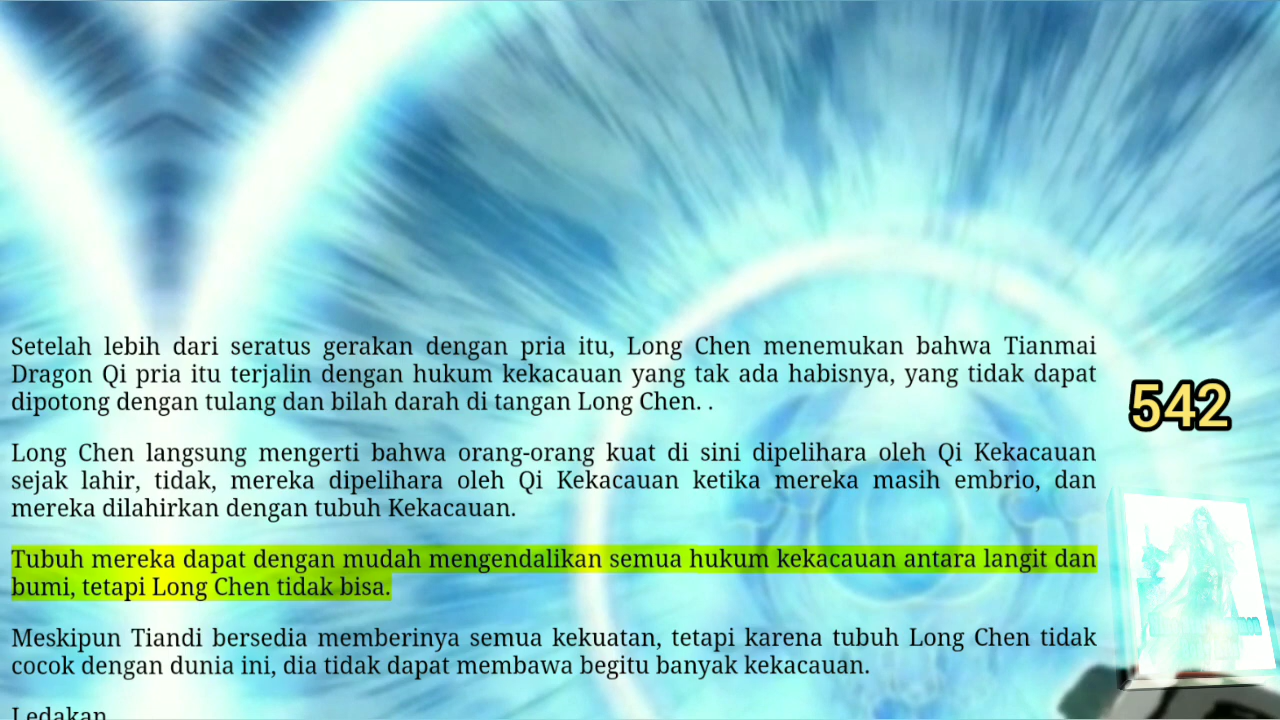 Setelah lebih dari seratus gerakan dengan pria itu, Long Chen menemukan bahwa Tianmai
Dragon Qi pria itu terjalin dengan hukum kekacauan yang tak ada habisnya, yang tidak dapat
dipotong dengan tulang dan bilah darah di tangan Long Chen. .
542
Long Chen langsung mengerti bahwa orang-orang kuat di sini dipelihara oleh Qi Kekacauan
sejak lahir, tidak, mereka dipelihara oleh Qi Kekacauan ketika mereka masih embrio, dan
mereka dilahirkan dengan tubuh Kekacauan.
Tubuh mereka dapat dengan mudah mengendalikan semua hukum kekacauan antara langit dan
bumi, tetapi Long Chen tidak bisa.
Meskipun Tiandi bersedia memberinya semua kekuatan, tetapi karena tubuh Long Chen tidak
cocok dengan dunia ini, dia tidak dapat membawa begitu banyak kekacauan.
Ledakan